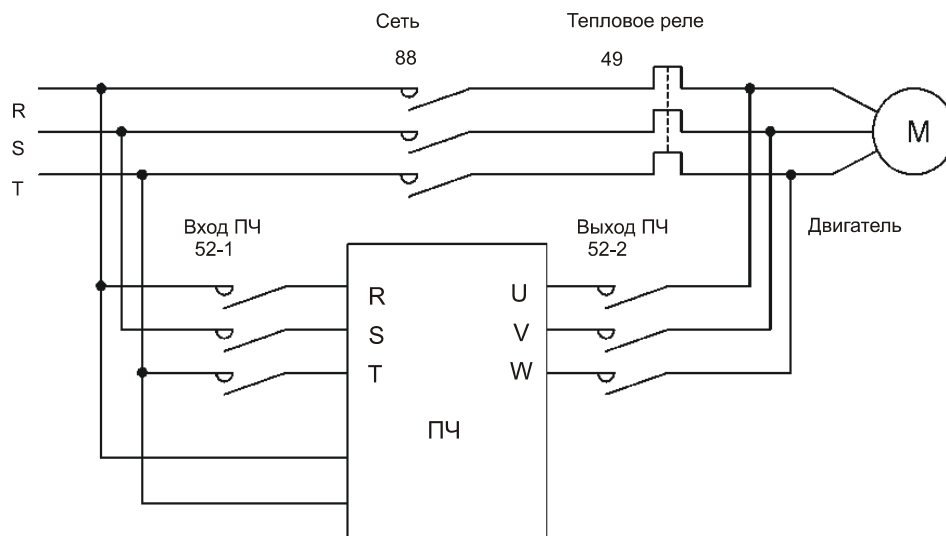 Сеть
Тепловое реле
88
49
R
S
T
M
Вход ПЧ
52-1
Выход ПЧ
52-2
Двигатель
R
U
S
V
T
W
ПЧ